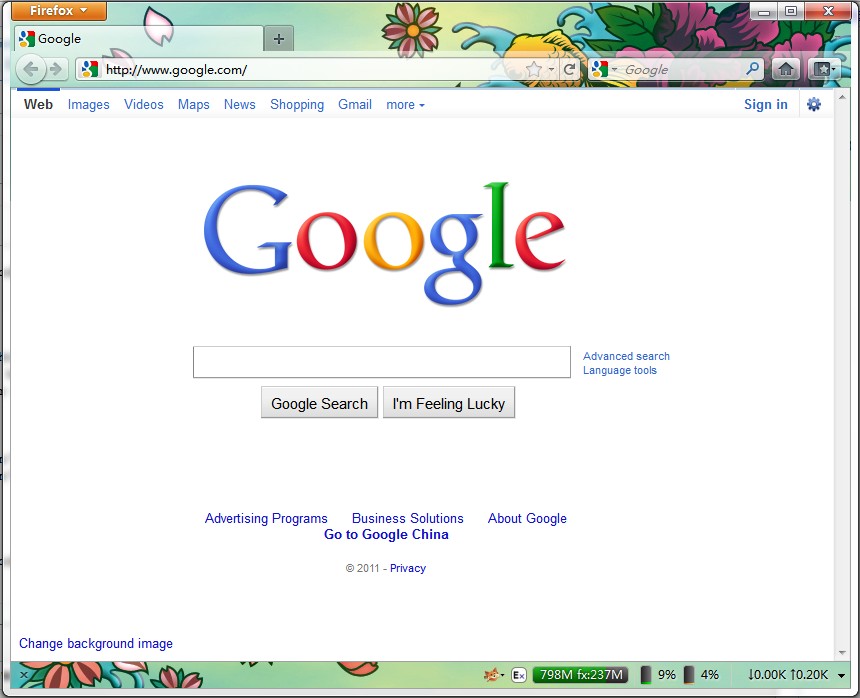 Firefox
Google
http://www.google.com/
Google
Web Images Videos Maps News Shopping Gmail more
Sign in
Google
Advanced search
Language tools
Google Search
I'm Feeling Lucky
Advertising Programs Business Solutions About Google
Go to Google China
© 2011 - Privacy
Change background image
Ex 798M fx:237M 9% 4% ↓0.00K ↑0.20K